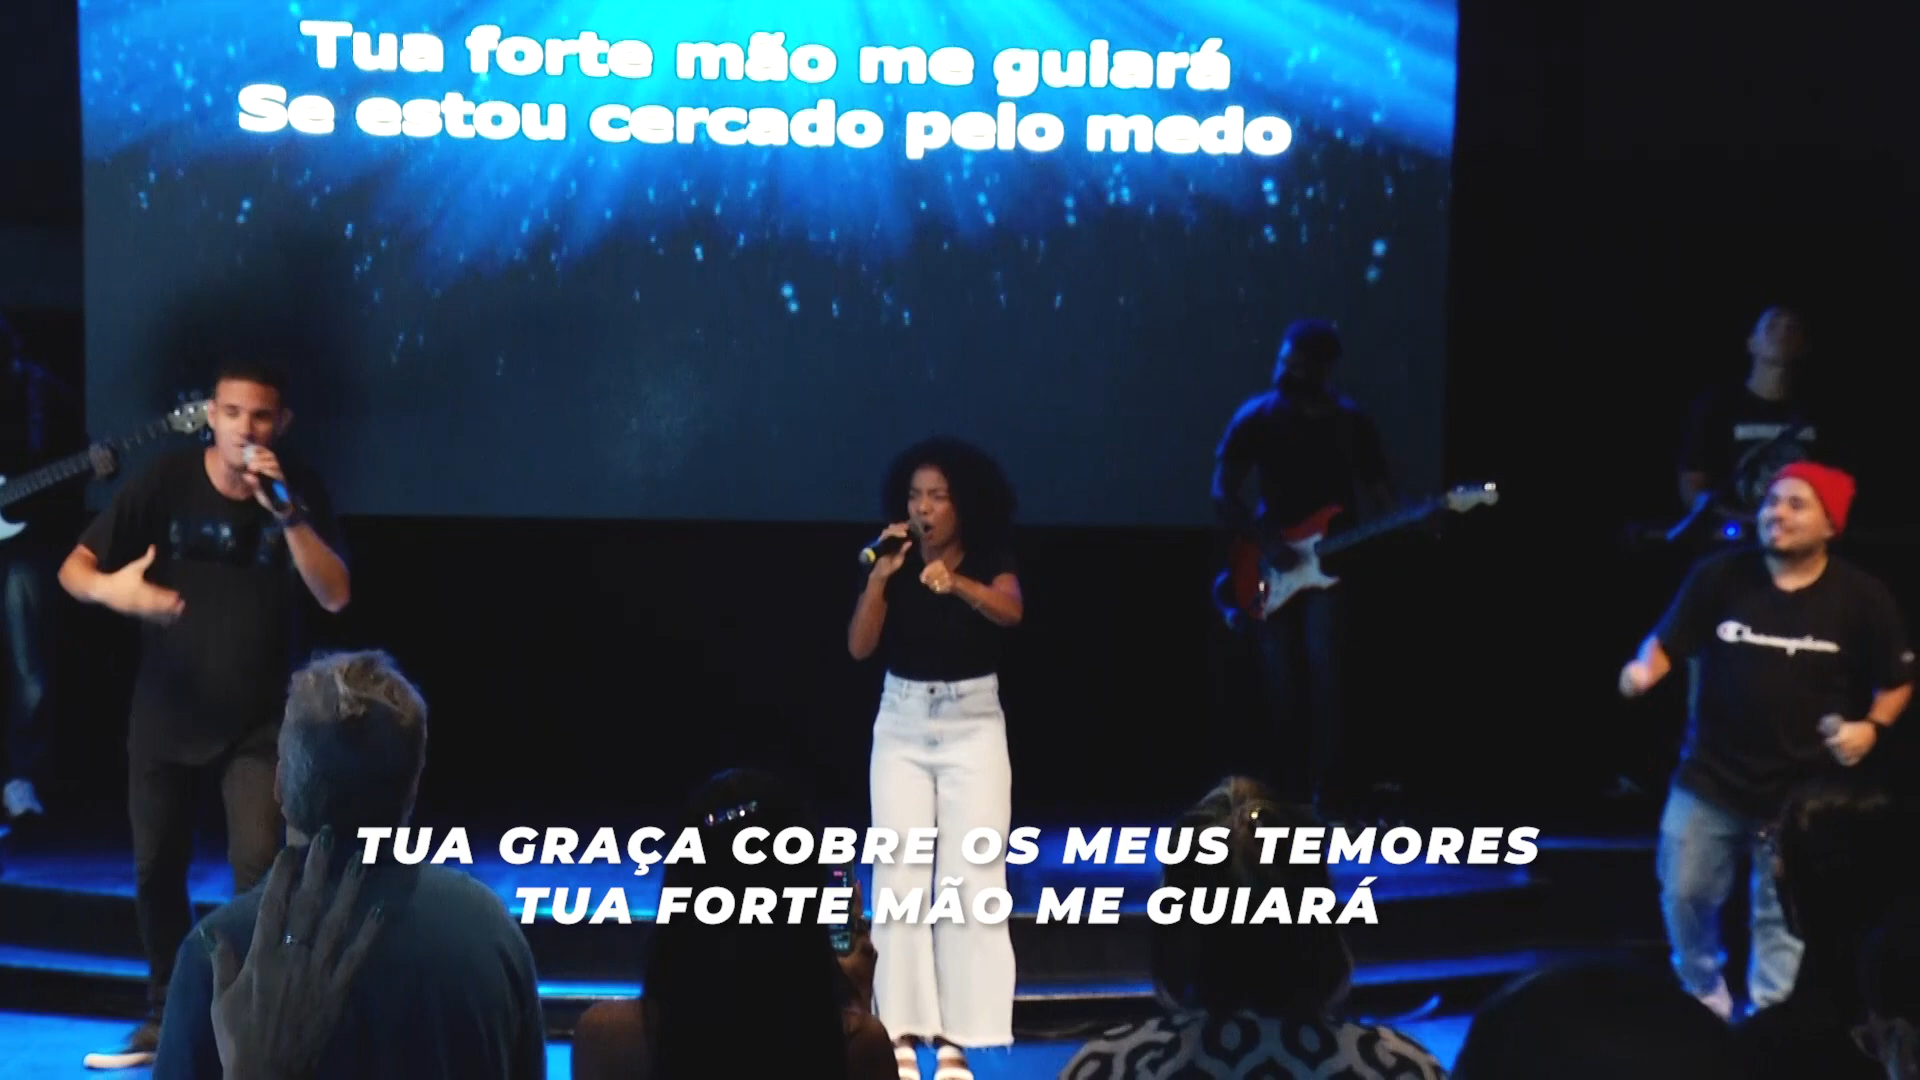 Tua forte mão me guiará
Se estou cercado pelo medo
Champion
TUA GRAÇA COBRE OS MEUS TEMORES
TUA FORTE MÃO ME GUIARÁ